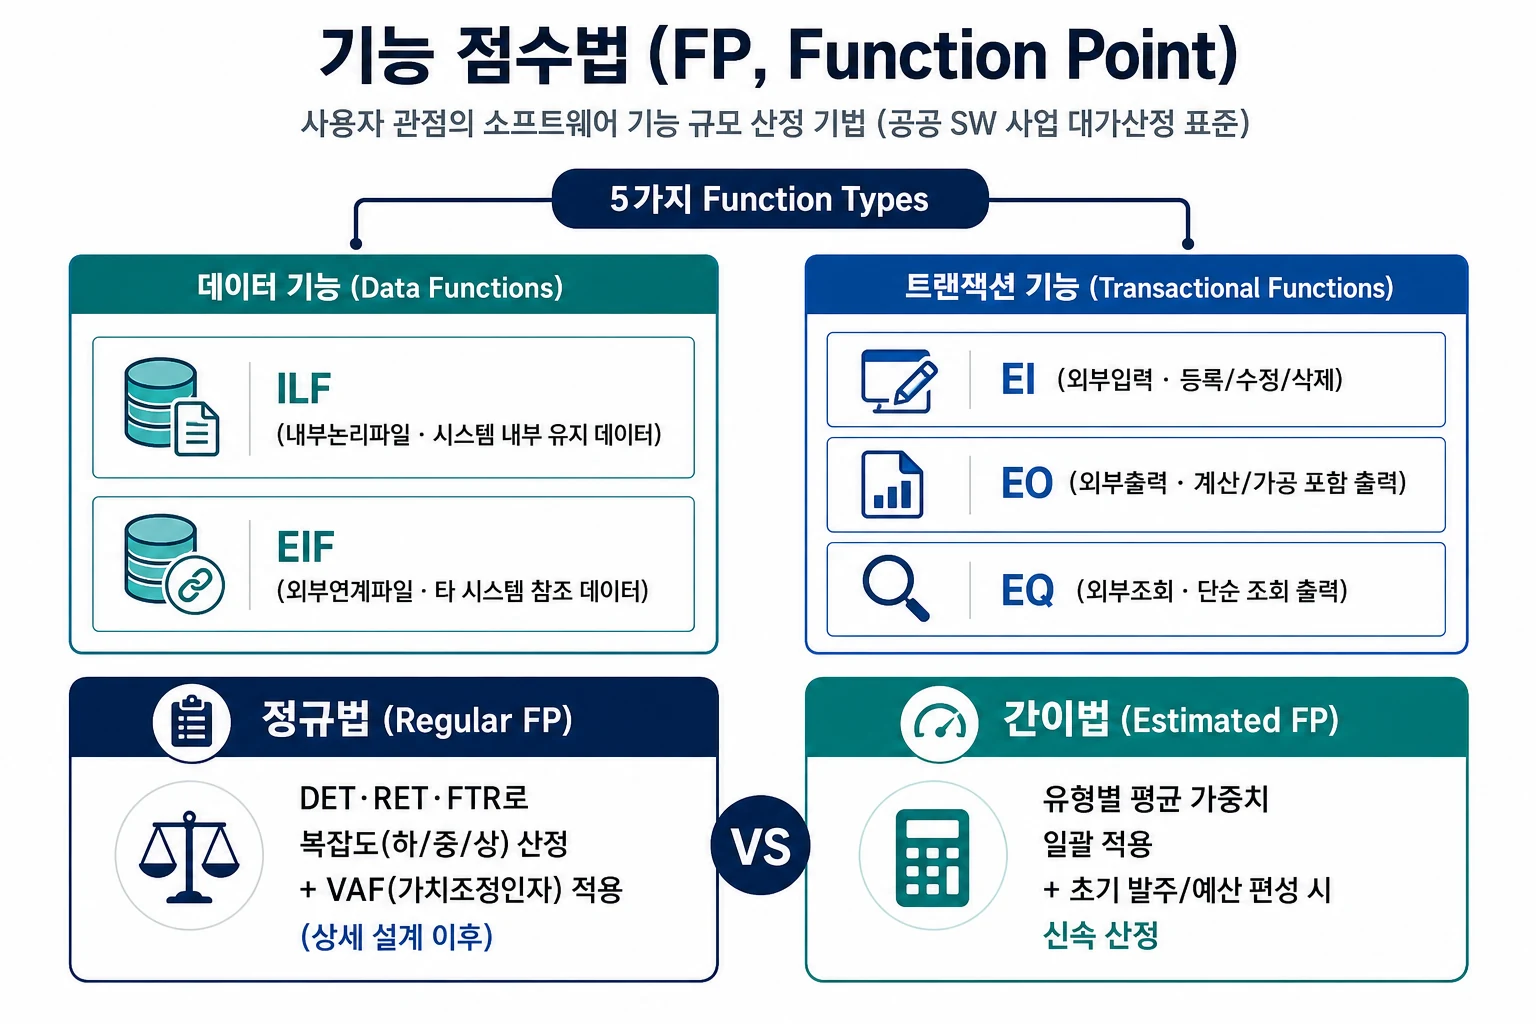 기능 점수법 (FP, Function Point)
사용자 관점의 소프트웨어 기능 규모 산정 기법 (공공 SW 사업 대가산정 표준)
5가지 Function Types
데이터 기능 (Data Functions)
ILF
(내부논리파일 · 시스템 내부 유지 데이터)
EIF
(외부연계파일 · 타 시스템 참조 데이터)
트랜잭션 기능 (Transactional Functions)
EI (외부입력 · 등록/수정/삭제)
EO (외부출력 · 계산/가공 포함 출력)
EQ (외부조회 · 단순 조회 출력)
정규법 (Regular FP)
DET·RET·FTR로
복잡도(하/중/상) 산정
+ VAF(가치조정인자) 적용
(상세 설계 이후)
VS
간이법 (Estimated FP)
유형별 평균 가중치
일괄 적용
+ 초기 발주/예산 편성 시
신속 산정